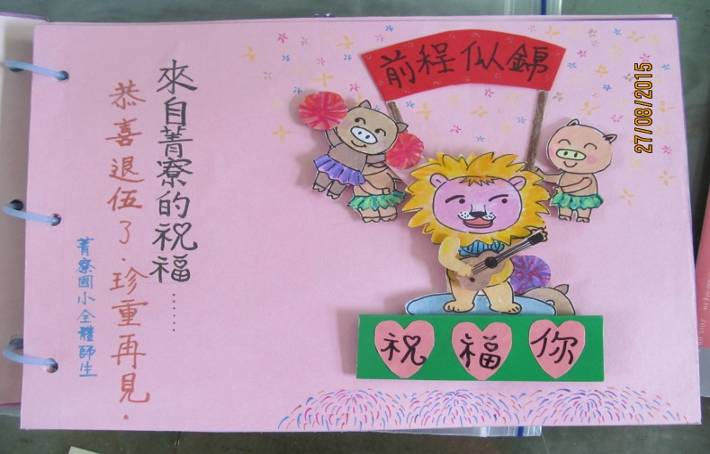 前程似錦
來自菁寮的祝福……
恭喜退伍了．珍重再見．
菁寮國小全體師生
祝福你
27/08/2015